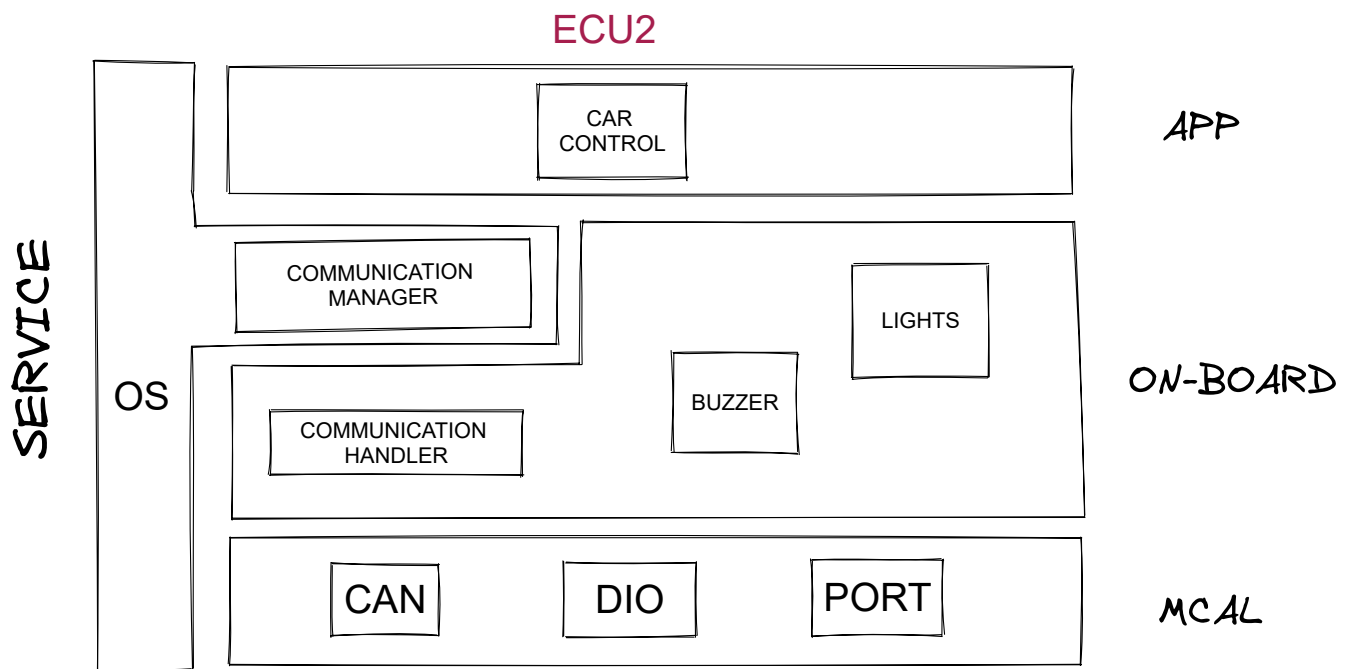 ECU2
CAR
CONTROL
APP
SERVICE
OS
COMMUNICATION
MANAGER
LIGHTS
BUZZER
ON-BOARD
COMMUNICATION
HANDLER
CAN
DIO
PORT
MCAL